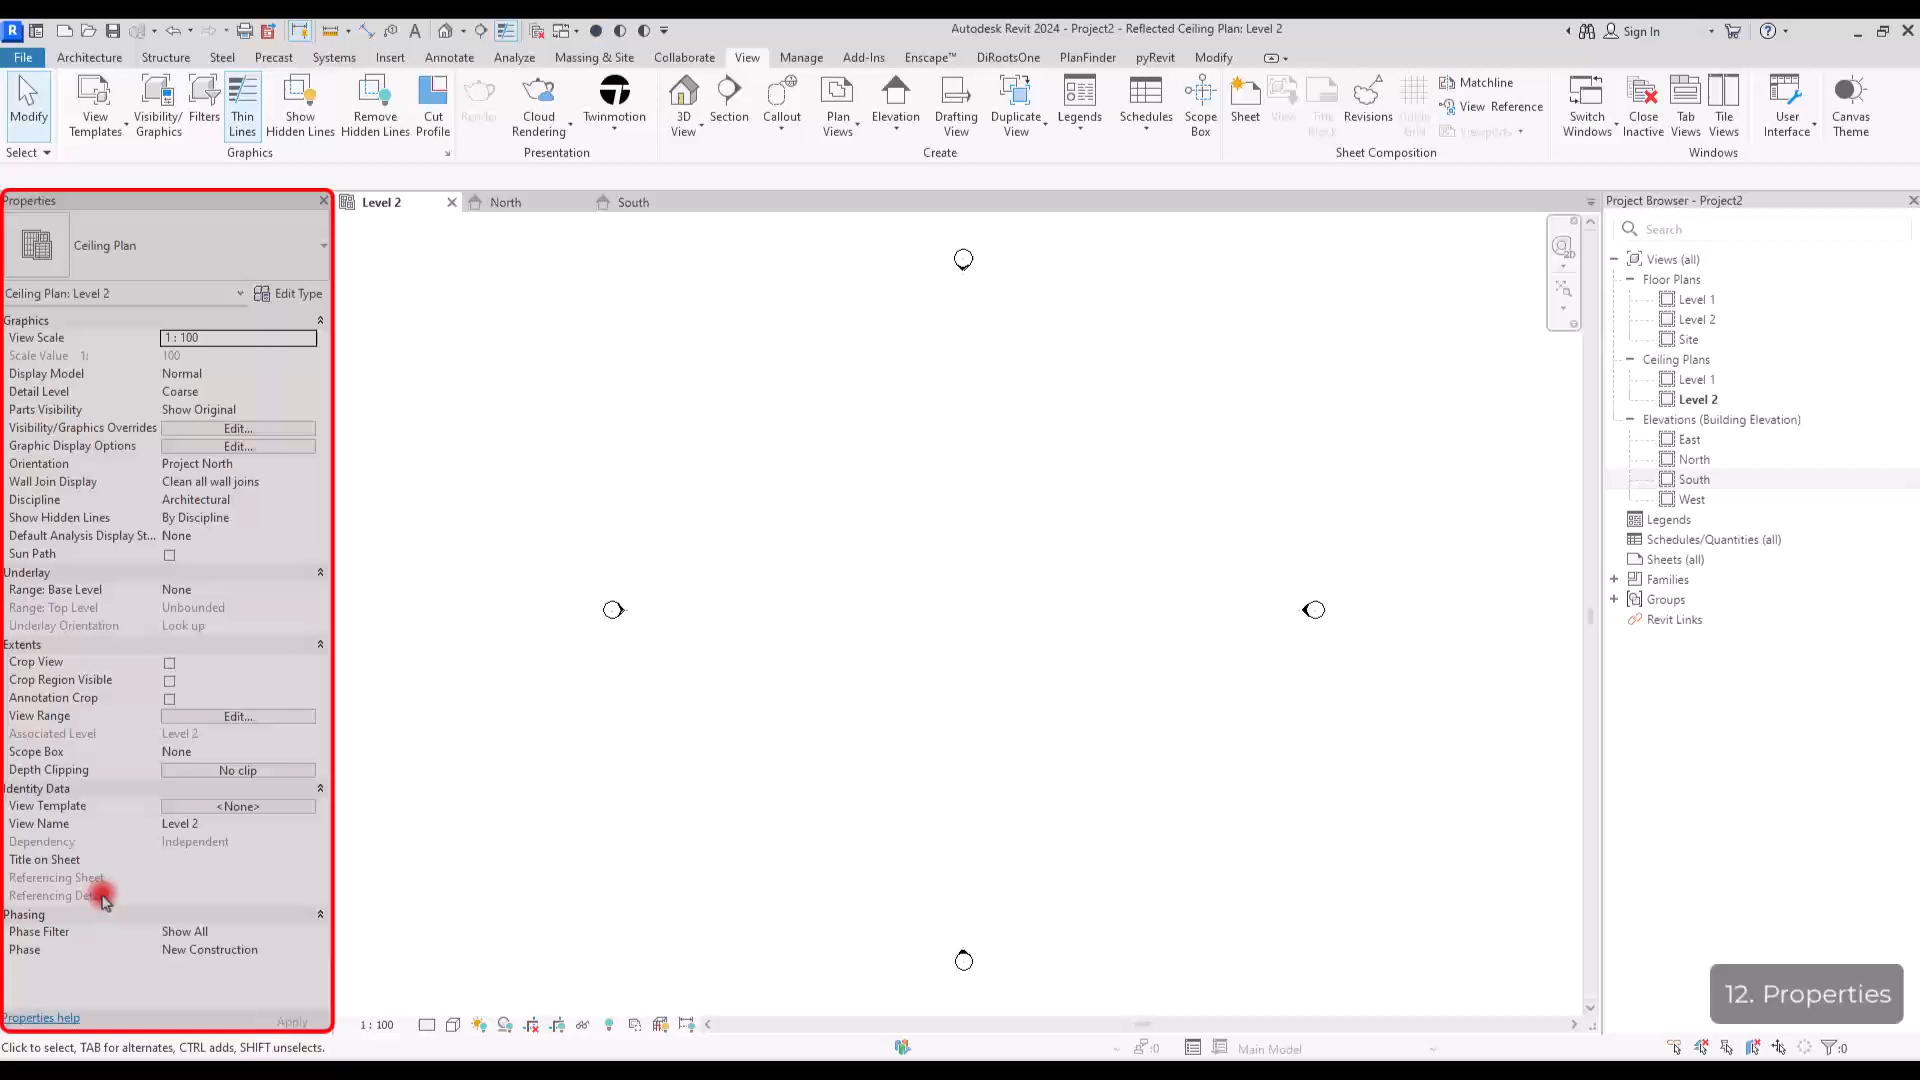 Autodesk Revit 2024 - Project2 - Reflected Ceiling Plan: Level 2
Sign In
File Architecture Structure Steel Precast Systems Insert Annotate Analyze Massing & Site Collaborate View Manage Add-Ins Enscape™ DiRootsOne PlanFinder pyRevit Modify
Modify
View Templates
Visibility/ Graphics
Filters
Thin Lines
Show Hidden Lines
Remove Hidden Lines
Cut Profile
Render
Cloud Rendering
Twinmotion
3D View
Section
Callout
Plan Views
Elevation
Drafting View
Duplicate View
Legends
Schedules
Scope Box
Sheet
View
Title Block
Revisions
Guide Grid
Matchline
View Reference
Viewports
Switch Windows
Close Inactive
Tab Views
Tile Views
User Interface
Canvas Theme
Select Graphics Presentation Create Sheet Composition Windows
Properties
Ceiling Plan
Ceiling Plan: Level 2 Edit Type
Graphics
View Scale 1 : 100
Scale Value 1: 100
Display Model Normal
Detail Level Coarse
Parts Visibility Show Original
Visibility/Graphics Overrides Edit...
Graphic Display Options Edit...
Orientation Project North
Wall Join Display Clean all wall joins
Discipline Architectural
Show Hidden Lines By Discipline
Default Analysis Display St... None
Sun Path
Underlay
Range: Base Level None
Range: Top Level Unbounded
Underlay Orientation Look up
Extents
Crop View
Crop Region Visible
Annotation Crop
View Range Edit...
Associated Level Level 2
Scope Box None
Depth Clipping No clip
Identity Data
View Template <None>
View Name Level 2
Dependency Independent
Title on Sheet
Referencing Sheet
Referencing
Phasing
Phase Filter Show All
Phase New Construction
Properties help Apply
Level 2 North South
2D
1 : 100
Project Browser - Project2
Search
Views (all)
Floor Plans
Level 1
Level 2
Site
Ceiling Plans
Level 1
Level 2
Elevations (Building Elevation)
East
North
South
West
Legends
Schedules/Quantities (all)
Sheets (all)
Families
Groups
Revit Links
12. Properties
Click to select, TAB for alternates, CTRL adds, SHIFT unselects.
:0 Main Model :0